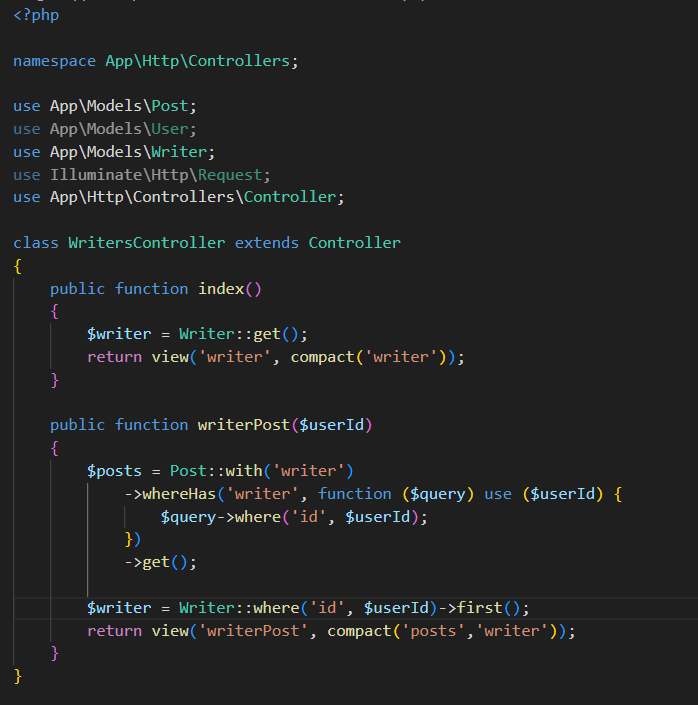 <?php
namespace App\Http\Controllers;
use App\Models\Post;
use App\Models\User;
use App\Models\Writer;
use Illuminate\Http\Request;
use App\Http\Controllers\Controller;
class WritersController extends Controller
{
    public function index()
    {
        $writer = Writer::get();
        return view('writer', compact('writer'));
    }
    public function writerPost($userId)
    {
        $posts = Post::with('writer')
            ->whereHas('writer', function ($query) use ($userId) {
                $query->where('id', $userId);
            })
            ->get();
        $writer = Writer::where('id', $userId)->first();
        return view('writerPost', compact('posts','writer'));
    }
}